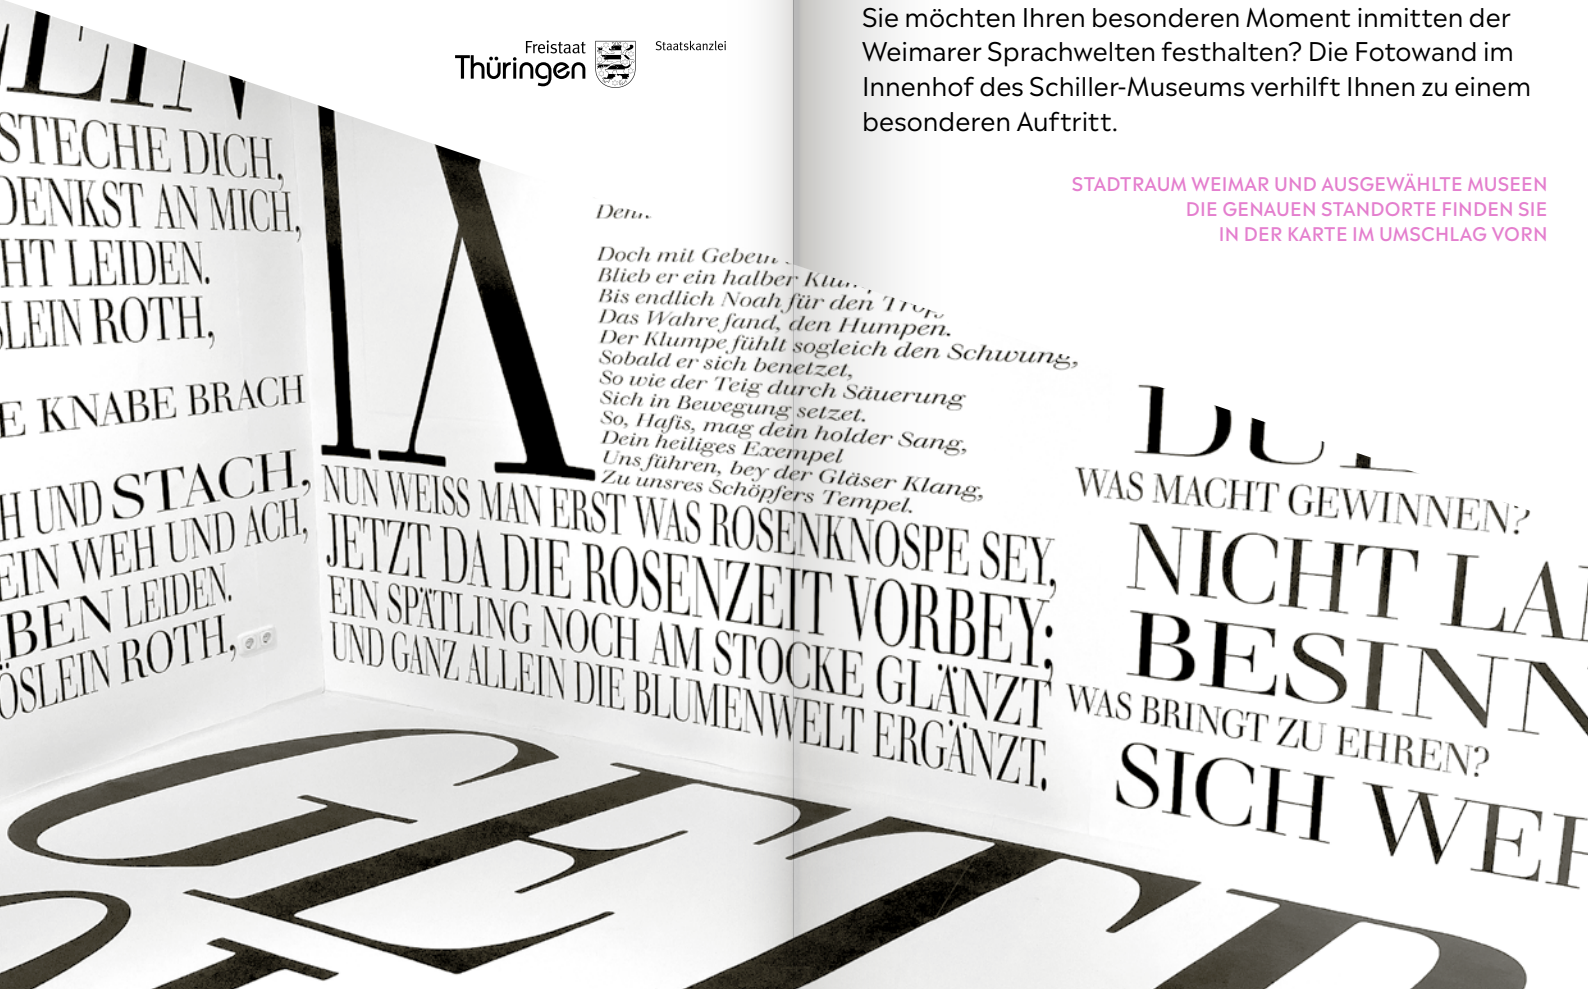 Freistaat
Thüringen
Staatskanzlei
Sie möchten Ihren besonderen Moment inmitten der
Weimarer Sprachwelten festhalten? Die Fotowand im
Innenhof des Schiller-Museums verhilft Ihnen zu einem
besonderen Auftritt.
STADTRAUM WEIMAR UND AUSGEWÄHLTE MUSEEN
DIE GENAUEN STANDORTE FINDEN SIE
IN DER KARTE IM UMSCHLAG VORN
STECHE DICH,
DENKST AN MICH,
HT LEIDEN.
SLEIN ROTH,
E KNABE BRACH
H UND STACH,
EIN WEH UND ACH,
BEN LEIDEN.
ÖSLEIN ROTH,
Doch mit
Blieb er ein halber
Bis endlich Noah für den
Das Wahre fand, den Humpen.
Der Klumpe fühlt sogleich den Schwung,
Sobald er sich benetzet,
So wie der Teig durch Säuerung
Sich in Bewegung setzet.
So, Hafis, mag dein holder Sang,
Dein heiliges Exempel
Uns führen, bey der Gläser Klang,
Zu unsres Schöpfers Tempel.
NUN WEISS MAN ERST WAS ROSENKNOSPE SEY,
JETZT DA DIE ROSENZEIT VORBEY;
EIN SPÄTLING NOCH AM STOCKE GLÄNZT
UND GANZ ALLEIN DIE BLUMENWELT ERGÄNZT.
WAS MACHT GEWINNEN?
NICHT LA
BESINN
WAS BRINGT ZU EHREN?
SICH WE